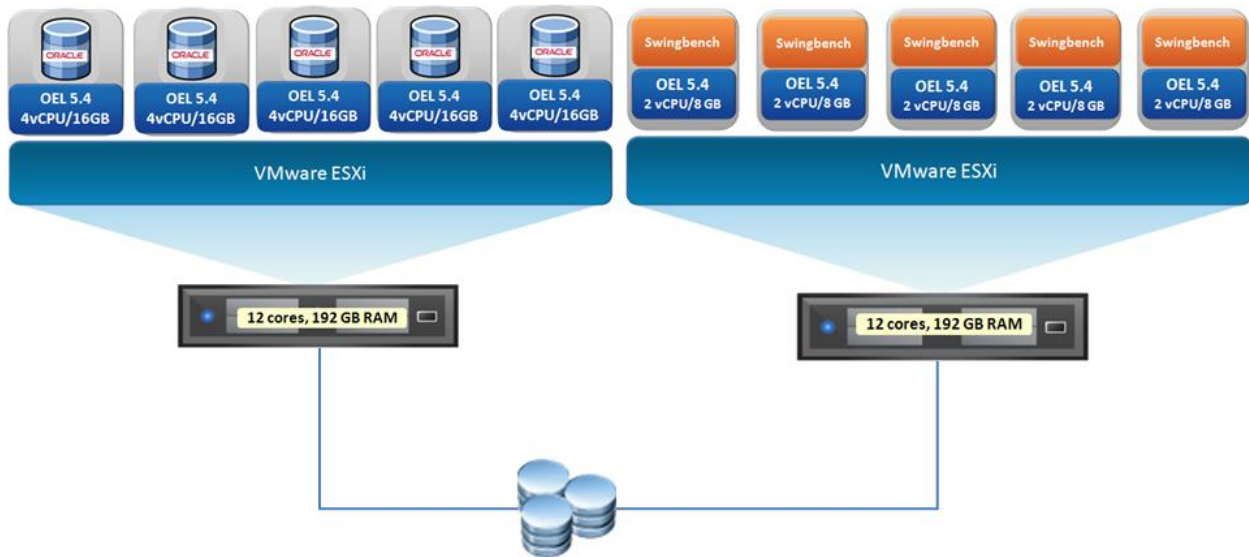 ORACLE
OEL 5.4
4vCPU/16GB
ORACLE
OEL 5.4
4vCPU/16GB
ORACLE
OEL 5.4
4vCPU/16GB
ORACLE
OEL 5.4
4vCPU/16GB
ORACLE
OEL 5.4
4vCPU/16GB
VMware ESXi
12 cores, 192 GB RAM
Swingbench
OEL 5.4
2 vCPU/8 GB
Swingbench
OEL 5.4
2 vCPU/8 GB
Swingbench
OEL 5.4
2 vCPU/8 GB
Swingbench
OEL 5.4
2 vCPU/8 GB
Swingbench
OEL 5.4
2 vCPU/8 GB
VMware ESXi
12 cores, 192 GB RAM